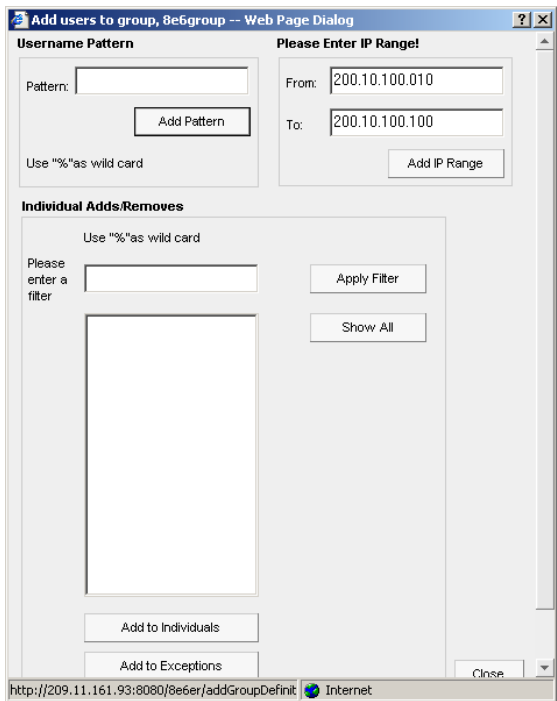 Add users to group, 8e6group -- Web Page Dialog
Username Pattern
Pattern:
Add Pattern
Use "%"as wild card
Please Enter IP Range!
From: 200.10.100.010
To: 200.10.100.100
Add IP Range
Individual Adds/Removes
Use "%"as wild card
Please
enter a
filter
Apply Filter
Show All
Add to Individuals
Add to Exceptions
Close
http://209.11.161.93:8080/8e6er/addGroupDefinit
Internet